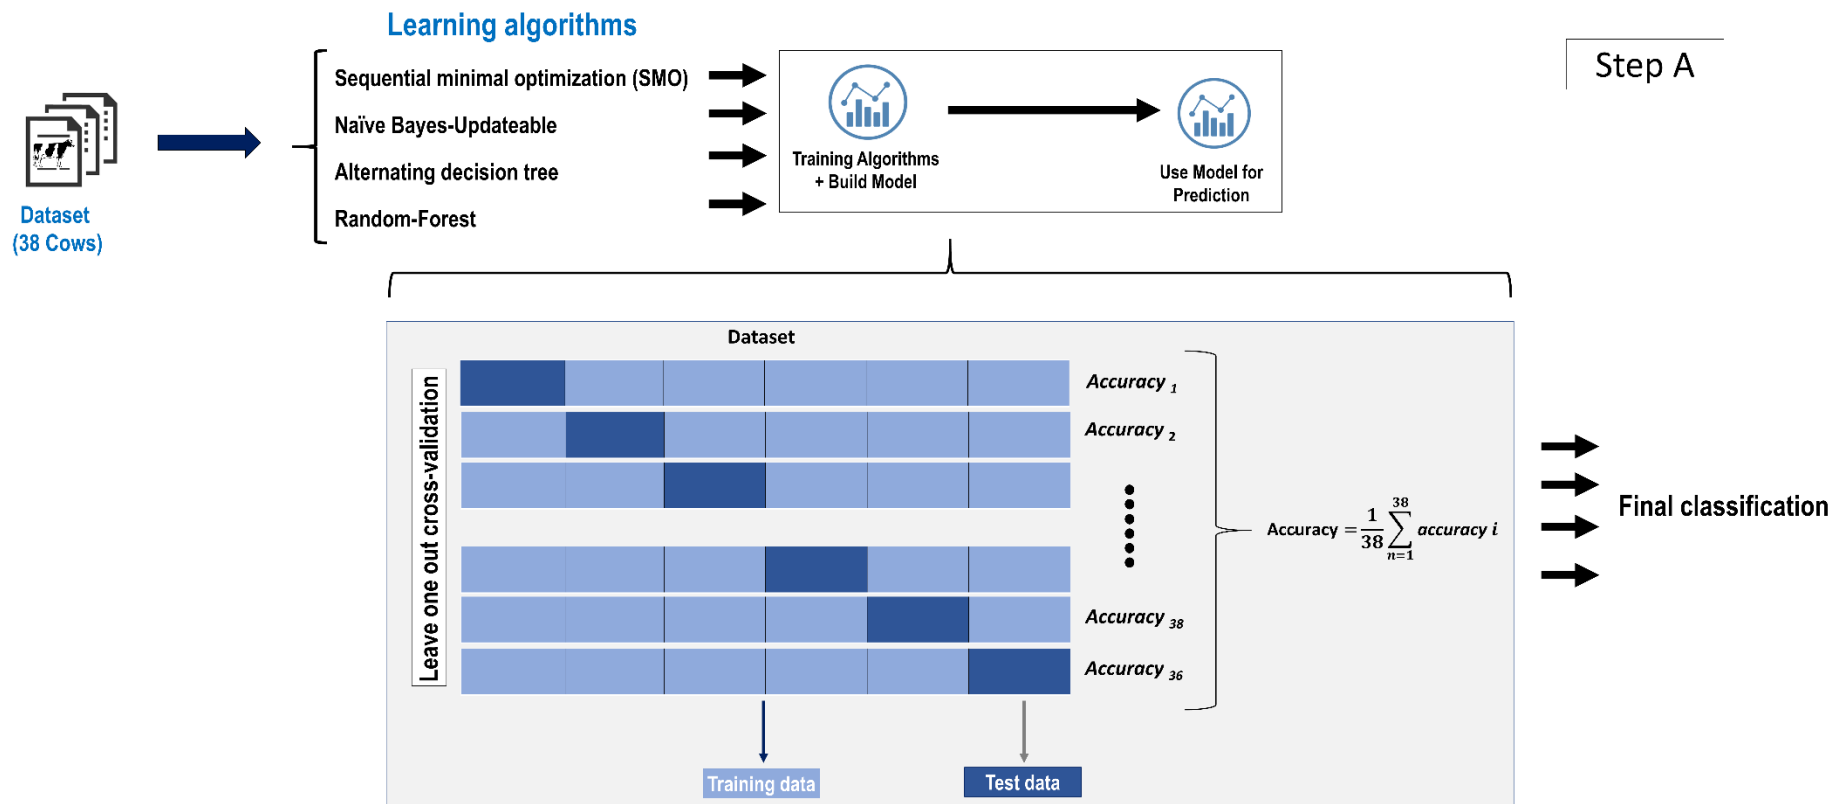 Learning algorithms
Step A
Sequential minimal optimization (SMO)
Naïve Bayes-Updateable
Alternating decision tree
Random-Forest
Dataset
(38 Cows)
Training Algorithms
+ Build Model
Use Model for
Prediction
Dataset
Leave one out cross-validation
Accuracy 1
Accuracy 2
Accuracy = 1/38 ∑ n=1 38 accuracy i
Accuracy 38
Accuracy 36
Final classification
Training data
Test data